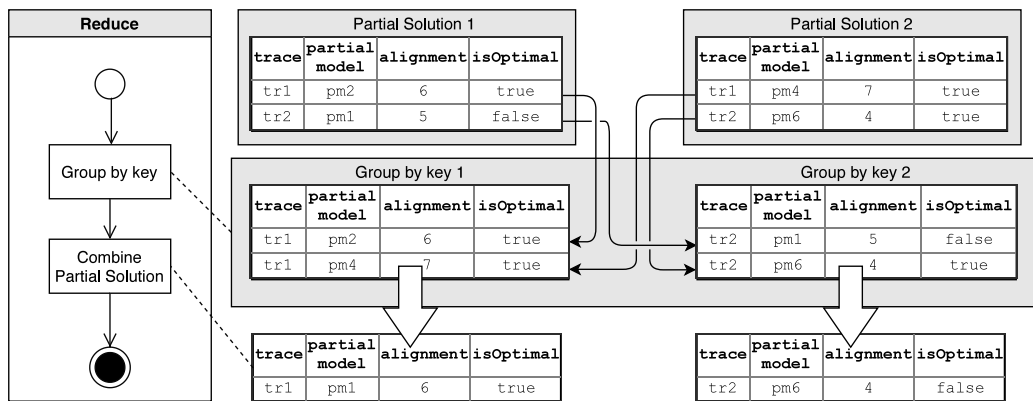 Reduce
Group by key
Combine
Partial Solution
Partial Solution 1
trace partial model alignment isOptimal
tr1 pm2 6 true
tr2 pm1 5 false
Partial Solution 2
trace partial model alignment isOptimal
tr1 pm4 7 true
tr2 pm6 4 true
Group by key 1
trace partial model alignment isOptimal
tr1 pm2 6 true
tr1 pm4 7 true
Group by key 2
trace partial model alignment isOptimal
tr2 pm1 5 false
tr2 pm6 4 true
trace partial model alignment isOptimal
tr1 pm1 6 true
trace partial model alignment isOptimal
tr2 pm6 4 false